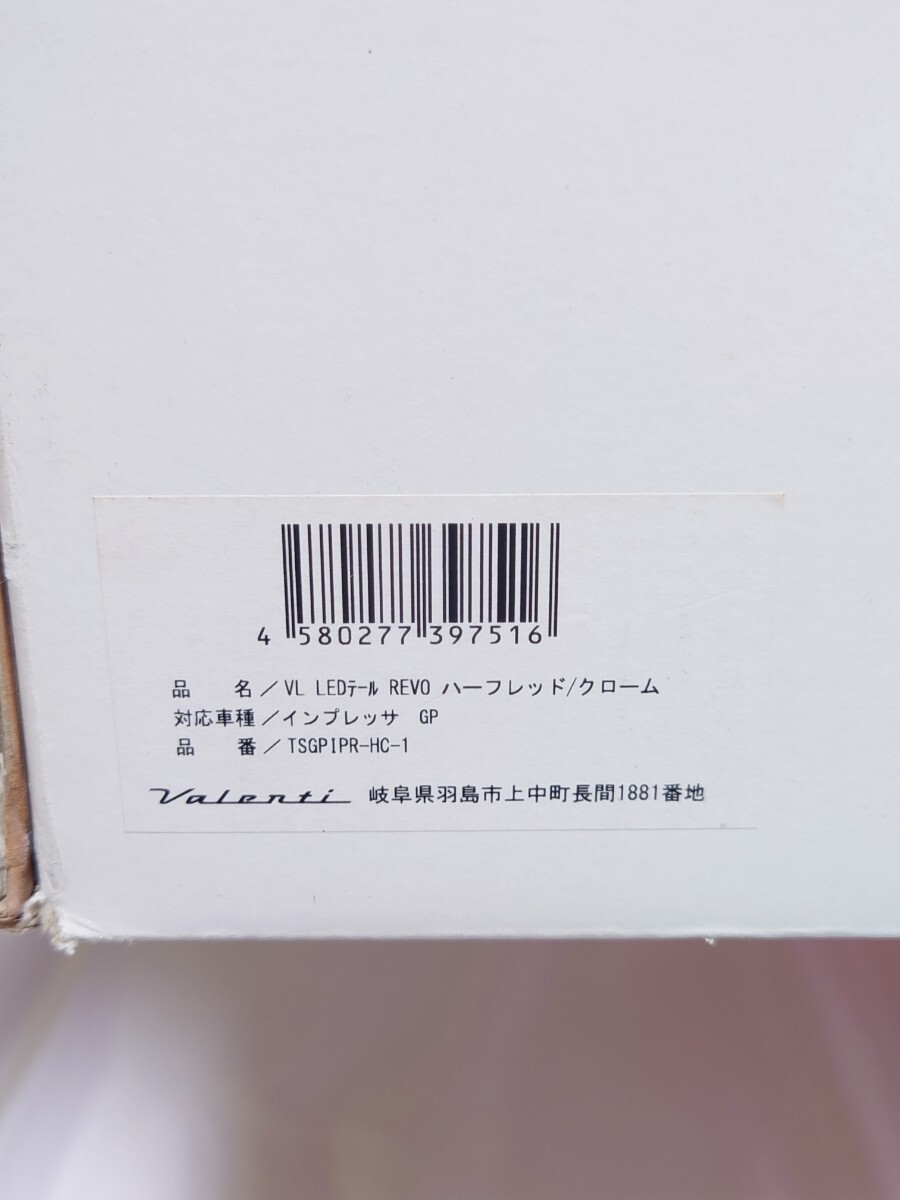 4 580277 397516
品 名/VL LEDﾃｰﾙ REVO ハーフレッド/クローム
対応車種/インプレッサ GP
品 番/TSGPIPR-HC-1
Valenti 岐阜県羽島市上中町長間1881番地